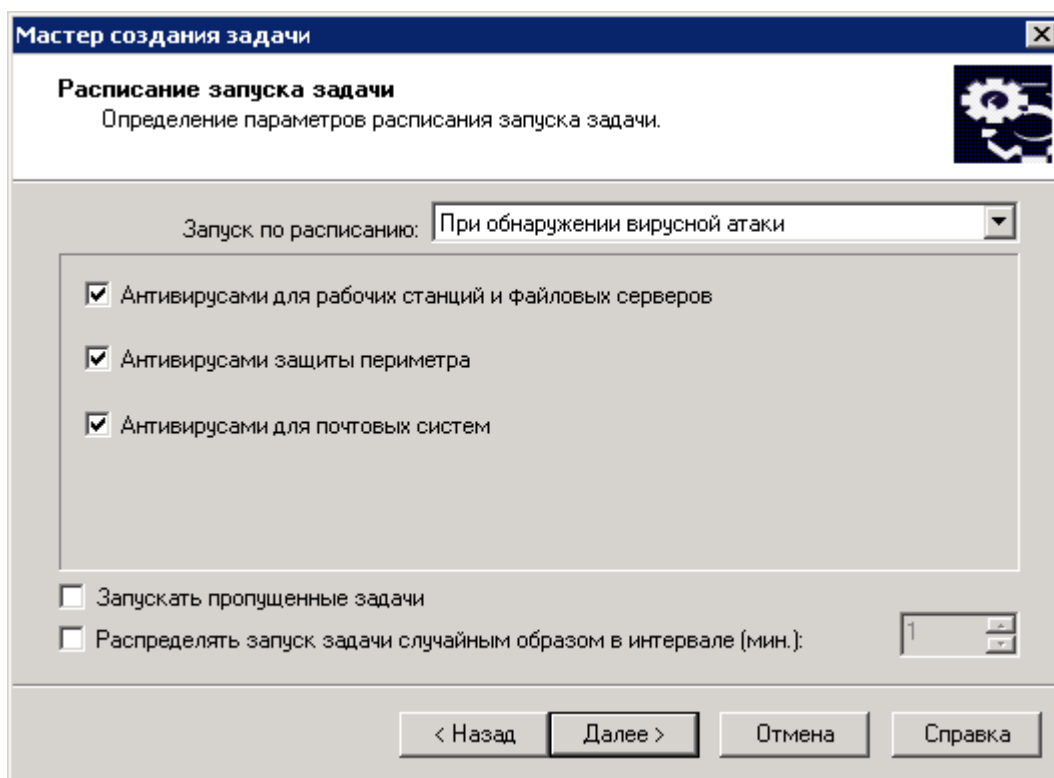 Мастер создания задачи
Расписание запуска задачи
Определение параметров расписания запуска задачи.
Запуск по расписанию: При обнаружении вирусной атаки
Антивирусами для рабочих станций и файловых серверов
Антивирусами защиты периметра
Антивирусами для почтовых систем
Запускать пропущенные задачи
Распределять запуск задачи случайным образом в интервале (мин.): 1
< Назад Далее > Отмена Справка